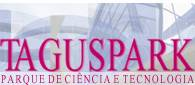 TAGUSPARK
PARQUE DE CIÊNCIA E TECNOLOGIA